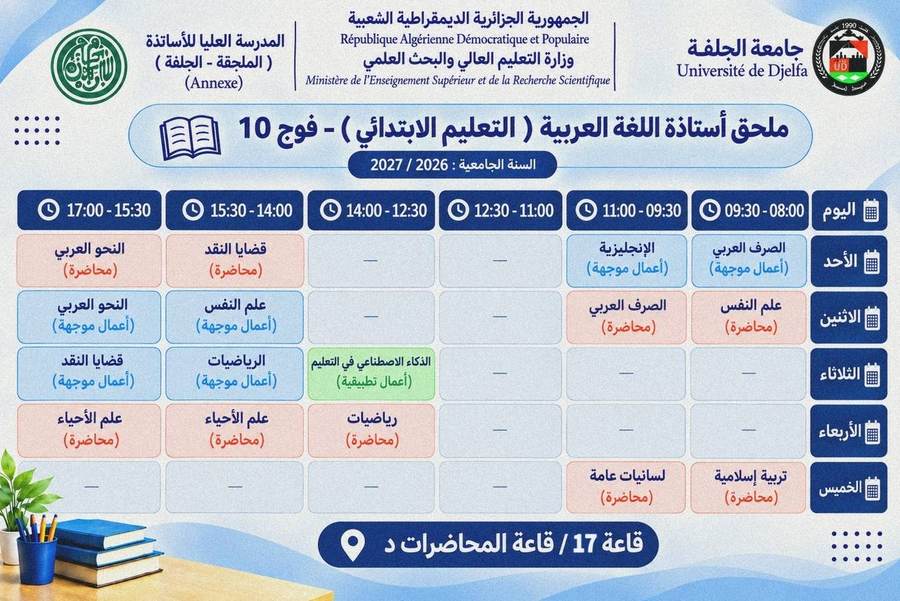 المدرسة العليا للأساتذة
( الملحقة - الجلفة )
(Annexe)
الجمهورية الجزائرية الديمقراطية الشعبية
République Algérienne Démocratique et Populaire
وزارة التعليم العالي والبحث العلمي
Ministère de l'Enseignement Supérieur et de la Recherche Scientifique
جامعة الجلفة
Université de Djelfa
1990
ملحق أستاذة اللغة العربية ( التعليم الابتدائي ) - فوج 10
السنة الجامعية : 2026 / 2027
اليوم
08:00 - 09:30
09:30 - 11:00
11:00 - 12:30
12:30 - 14:00
14:00 - 15:30
15:30 - 17:00
الأحد
الصرف العربي
(أعمال موجهة)
الإنجليزية
(أعمال موجهة)
—
—
قضايا النقد
(محاضرة)
النحو العربي
(محاضرة)
الاثنين
علم النفس
(محاضرة)
الصرف العربي
(محاضرة)
—
—
علم النفس
(أعمال موجهة)
النحو العربي
(أعمال موجهة)
الثلاثاء
—
—
—
الذكاء الاصطناعي في التعليم
(أعمال تطبيقية)
الرياضيات
(أعمال موجهة)
قضايا النقد
(أعمال موجهة)
الأربعاء
—
—
—
رياضيات
(محاضرة)
علم الأحياء
(محاضرة)
علم الأحياء
(محاضرة)
الخميس
تربية إسلامية
(محاضرة)
لسانيات عامة
(محاضرة)
—
—
—
—
قاعة 17 / قاعة المحاضرات د